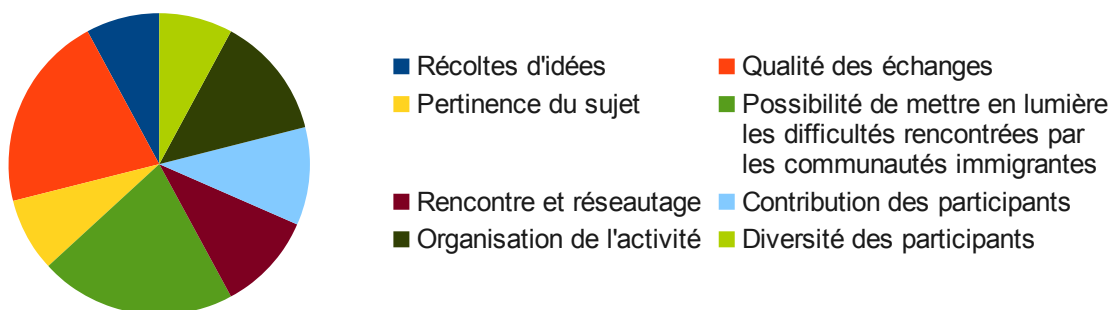 Récoltes d'idées
Qualité des échanges
Pertinence du sujet
Possibilité de mettre en lumière
les difficultés rencontrées par
les communautés immigrantes
Rencontre et réseautage
Contribution des participants
Organisation de l'activité
Diversité des participants